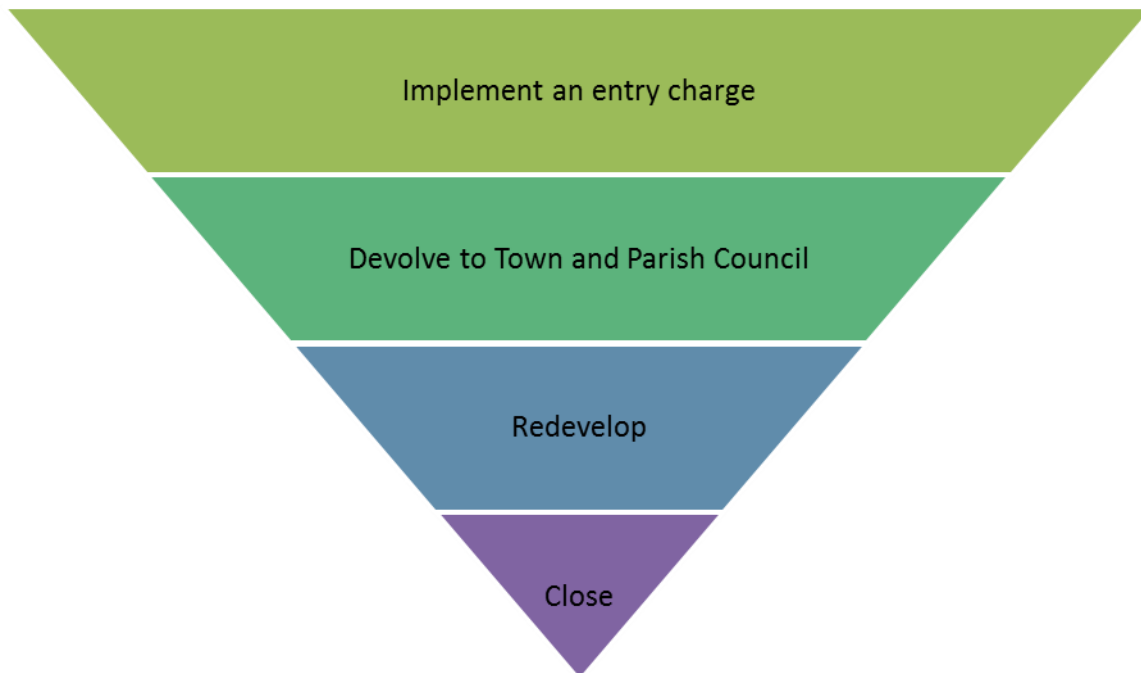 Implement an entry charge
Devolve to Town and Parish Council
Redevelop
Close